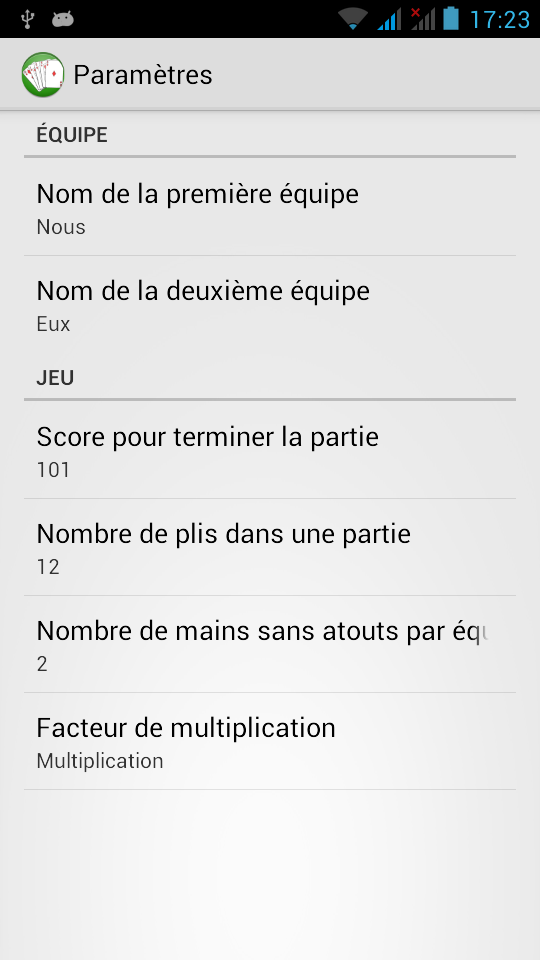 17:23
Paramètres
ÉQUIPE
Nom de la première équipe
Nous
Nom de la deuxième équipe
Eux
JEU
Score pour terminer la partie
101
Nombre de plis dans une partie
12
Nombre de mains sans atouts par
2
Facteur de multiplication
Multiplication